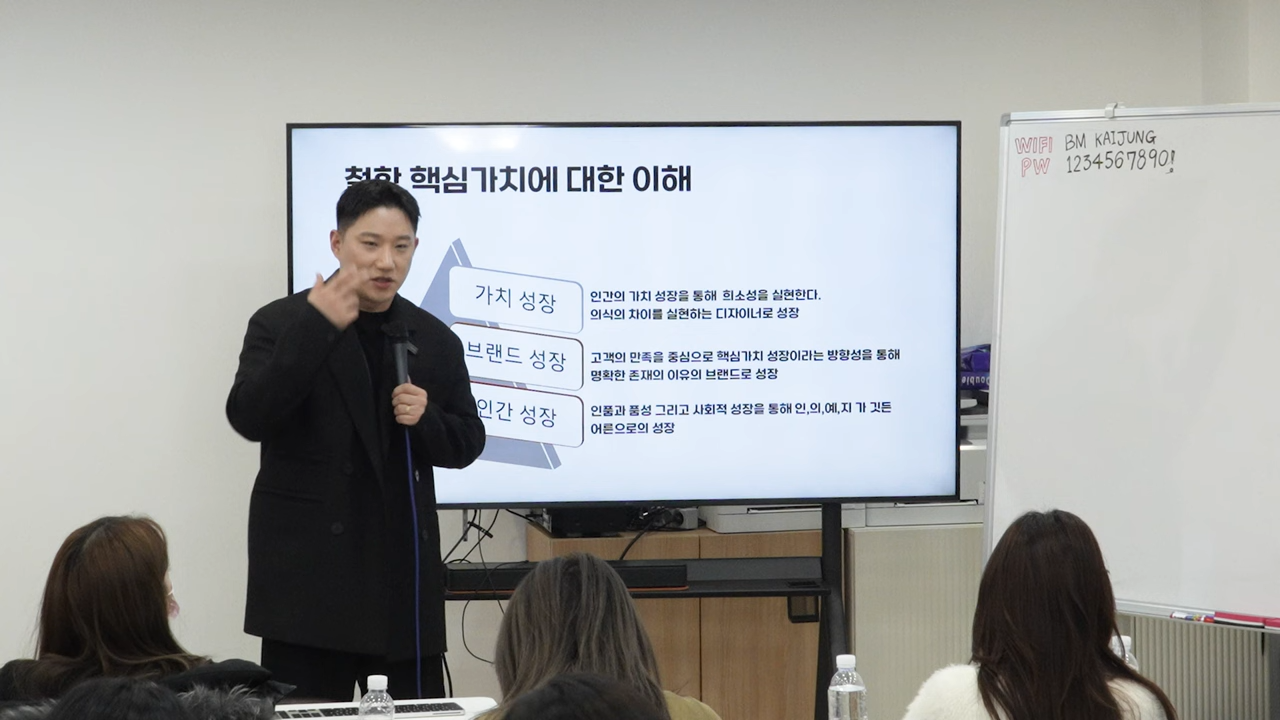 핵심가치에 대한 이해
가치 성장
인간의 가치 성장을 통해 희소성을 실현한다.
의식의 차이를 실현하는 디자이너로 성장
브랜드 성장
고객의 만족을 중심으로 핵심가치 성장이라는 방향성을 통해
명확한 존재의 이유의 브랜드로 성장
인간 성장
인품과 품성 그리고 사회적 성장을 통해 인,의,예,지 가 깃든
어른으로의 성장
WIFI BM KAIJUNG
PW 1234567890!